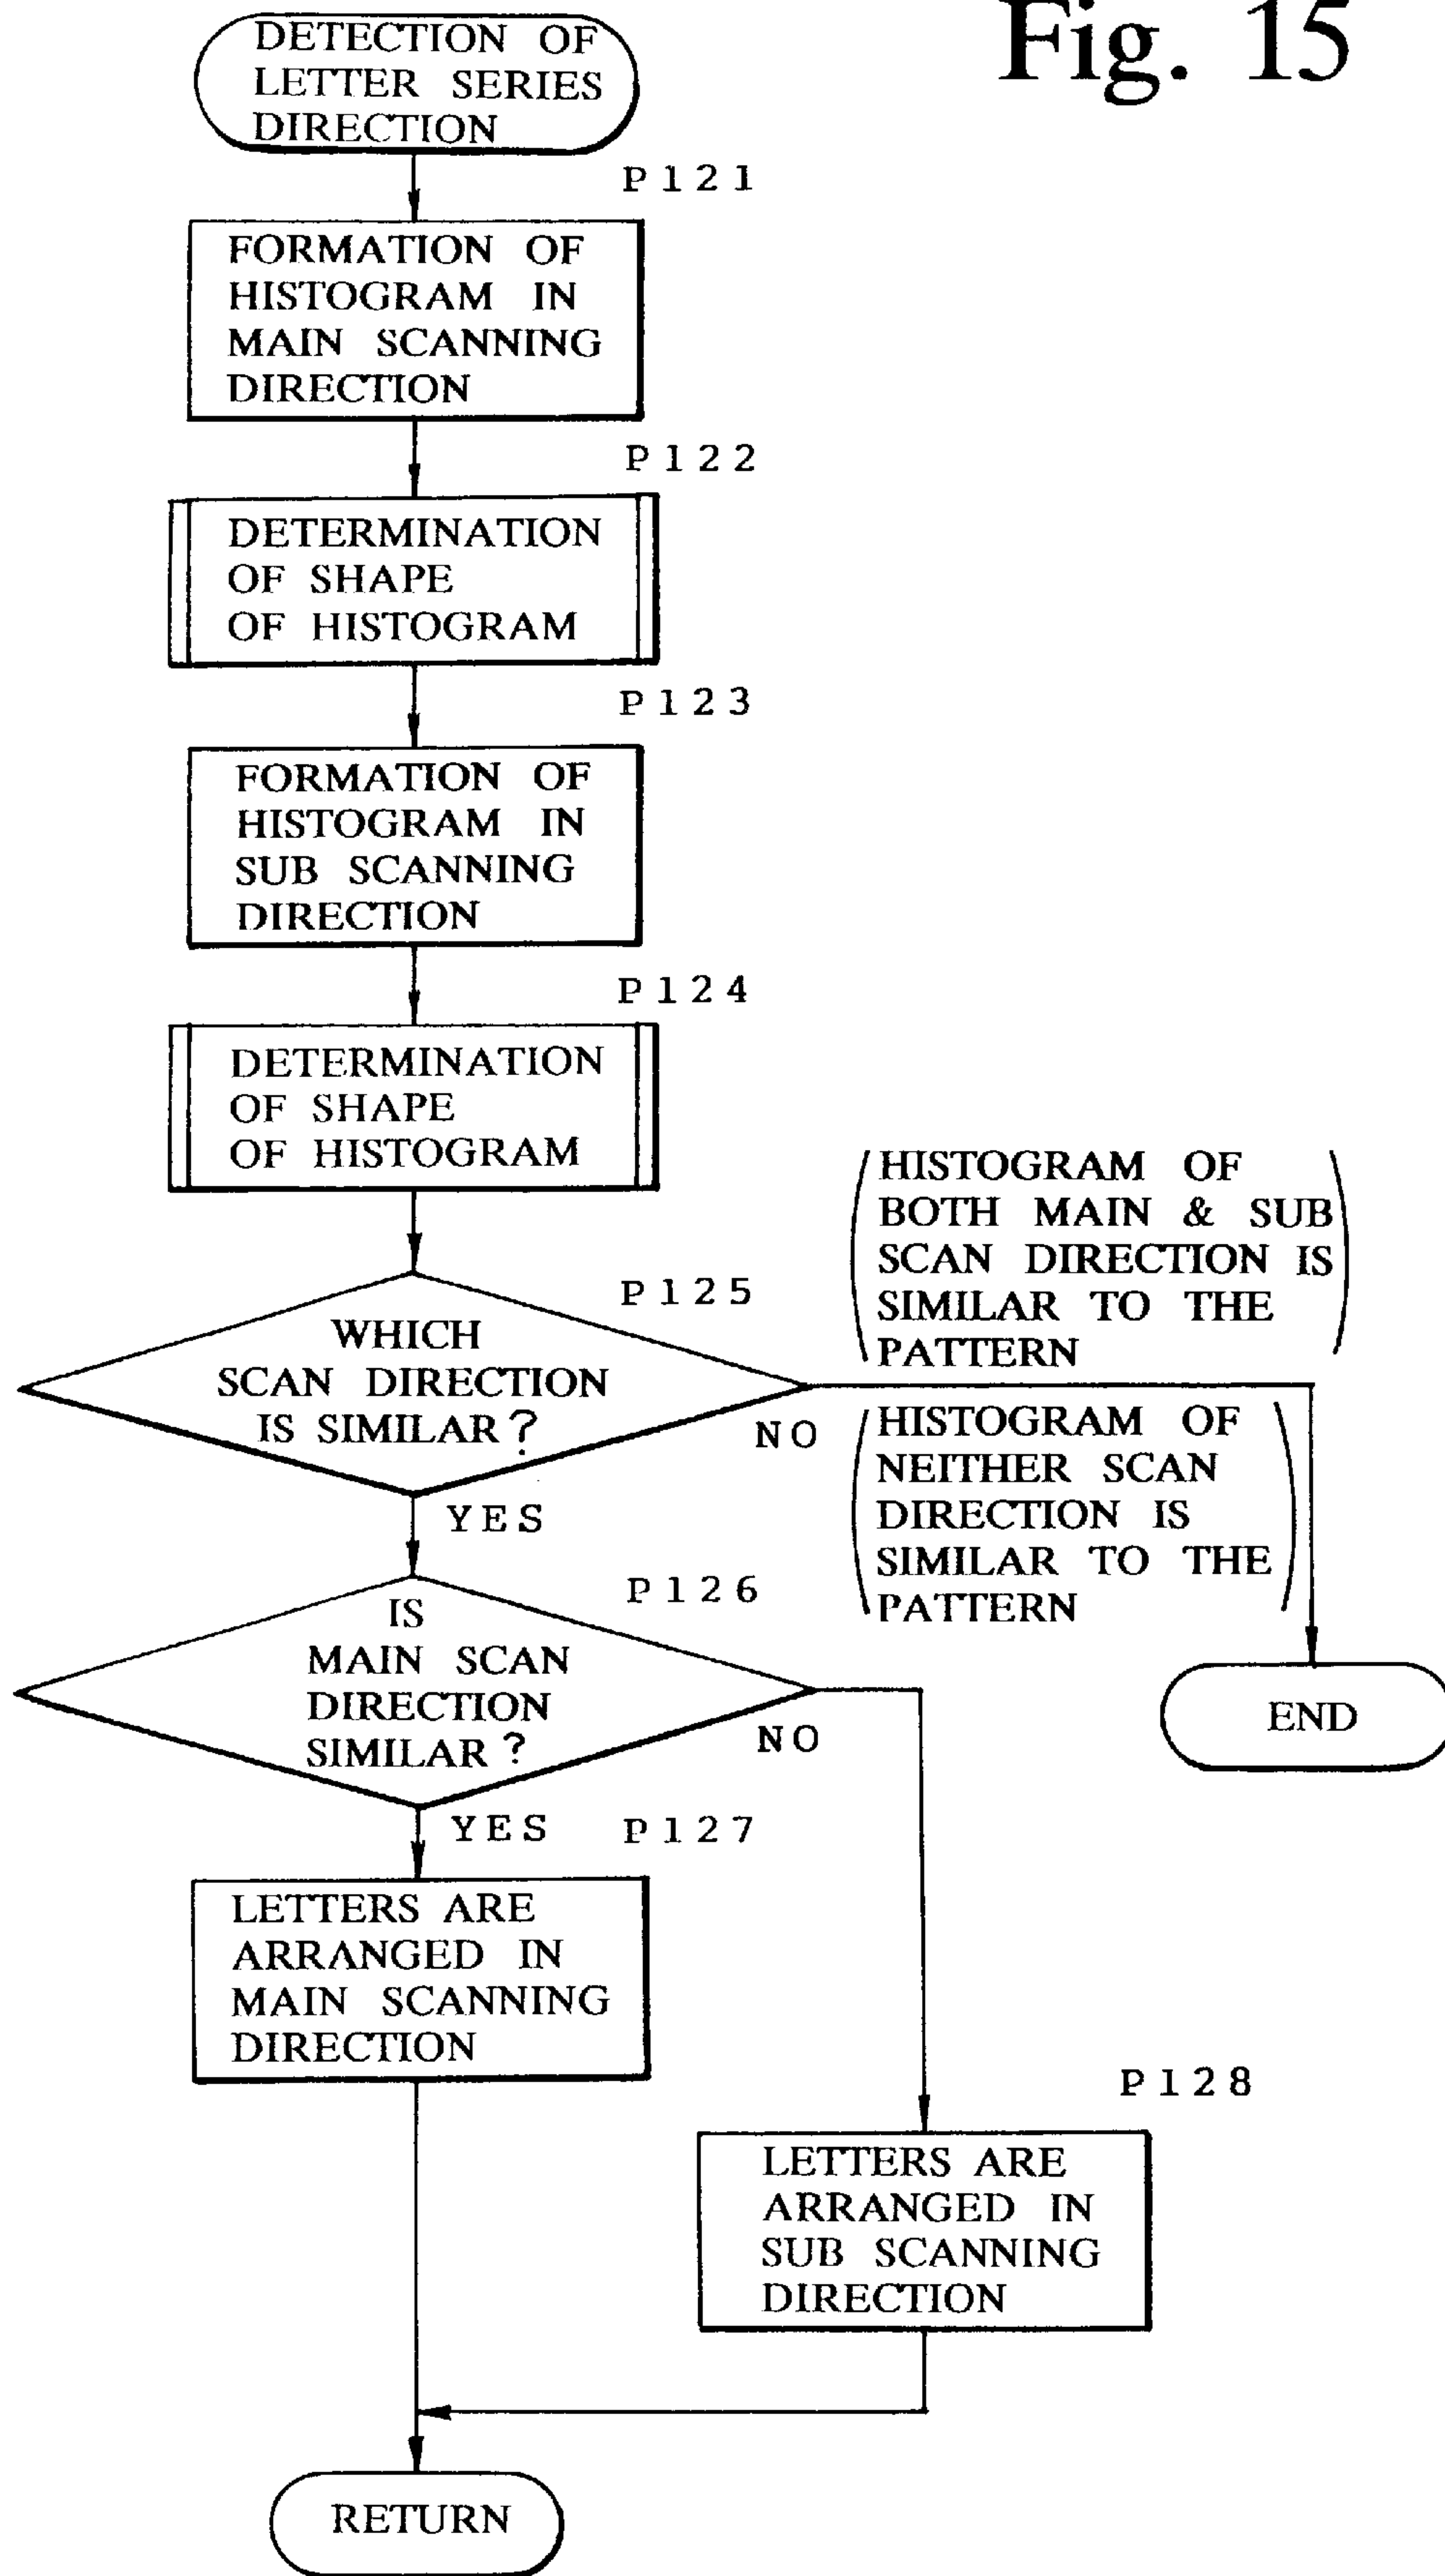 Fig. 15
DETECTION OF
LETTER SERIES
DIRECTION
P121
FORMATION OF
HISTOGRAM IN
MAIN SCANNING
DIRECTION
P122
DETERMINATION
OF SHAPE
OF HISTOGRAM
P123
FORMATION OF
HISTOGRAM IN
SUB SCANNING
DIRECTION
P124
DETERMINATION
OF SHAPE
OF HISTOGRAM
P125
WHICH
SCAN DIRECTION
IS SIMILAR?
NO
(HISTOGRAM OF
BOTH MAIN & SUB
SCAN DIRECTION IS
SIMILAR TO THE
PATTERN)
(HISTOGRAM OF
NEITHER SCAN
DIRECTION IS
SIMILAR TO THE
PATTERN)
END
YES
P126
IS
MAIN SCAN
DIRECTION
SIMILAR?
NO
YES
P127
LETTERS ARE
ARRANGED IN
MAIN SCANNING
DIRECTION
P128
LETTERS ARE
ARRANGED IN
SUB SCANNING
DIRECTION
RETURN